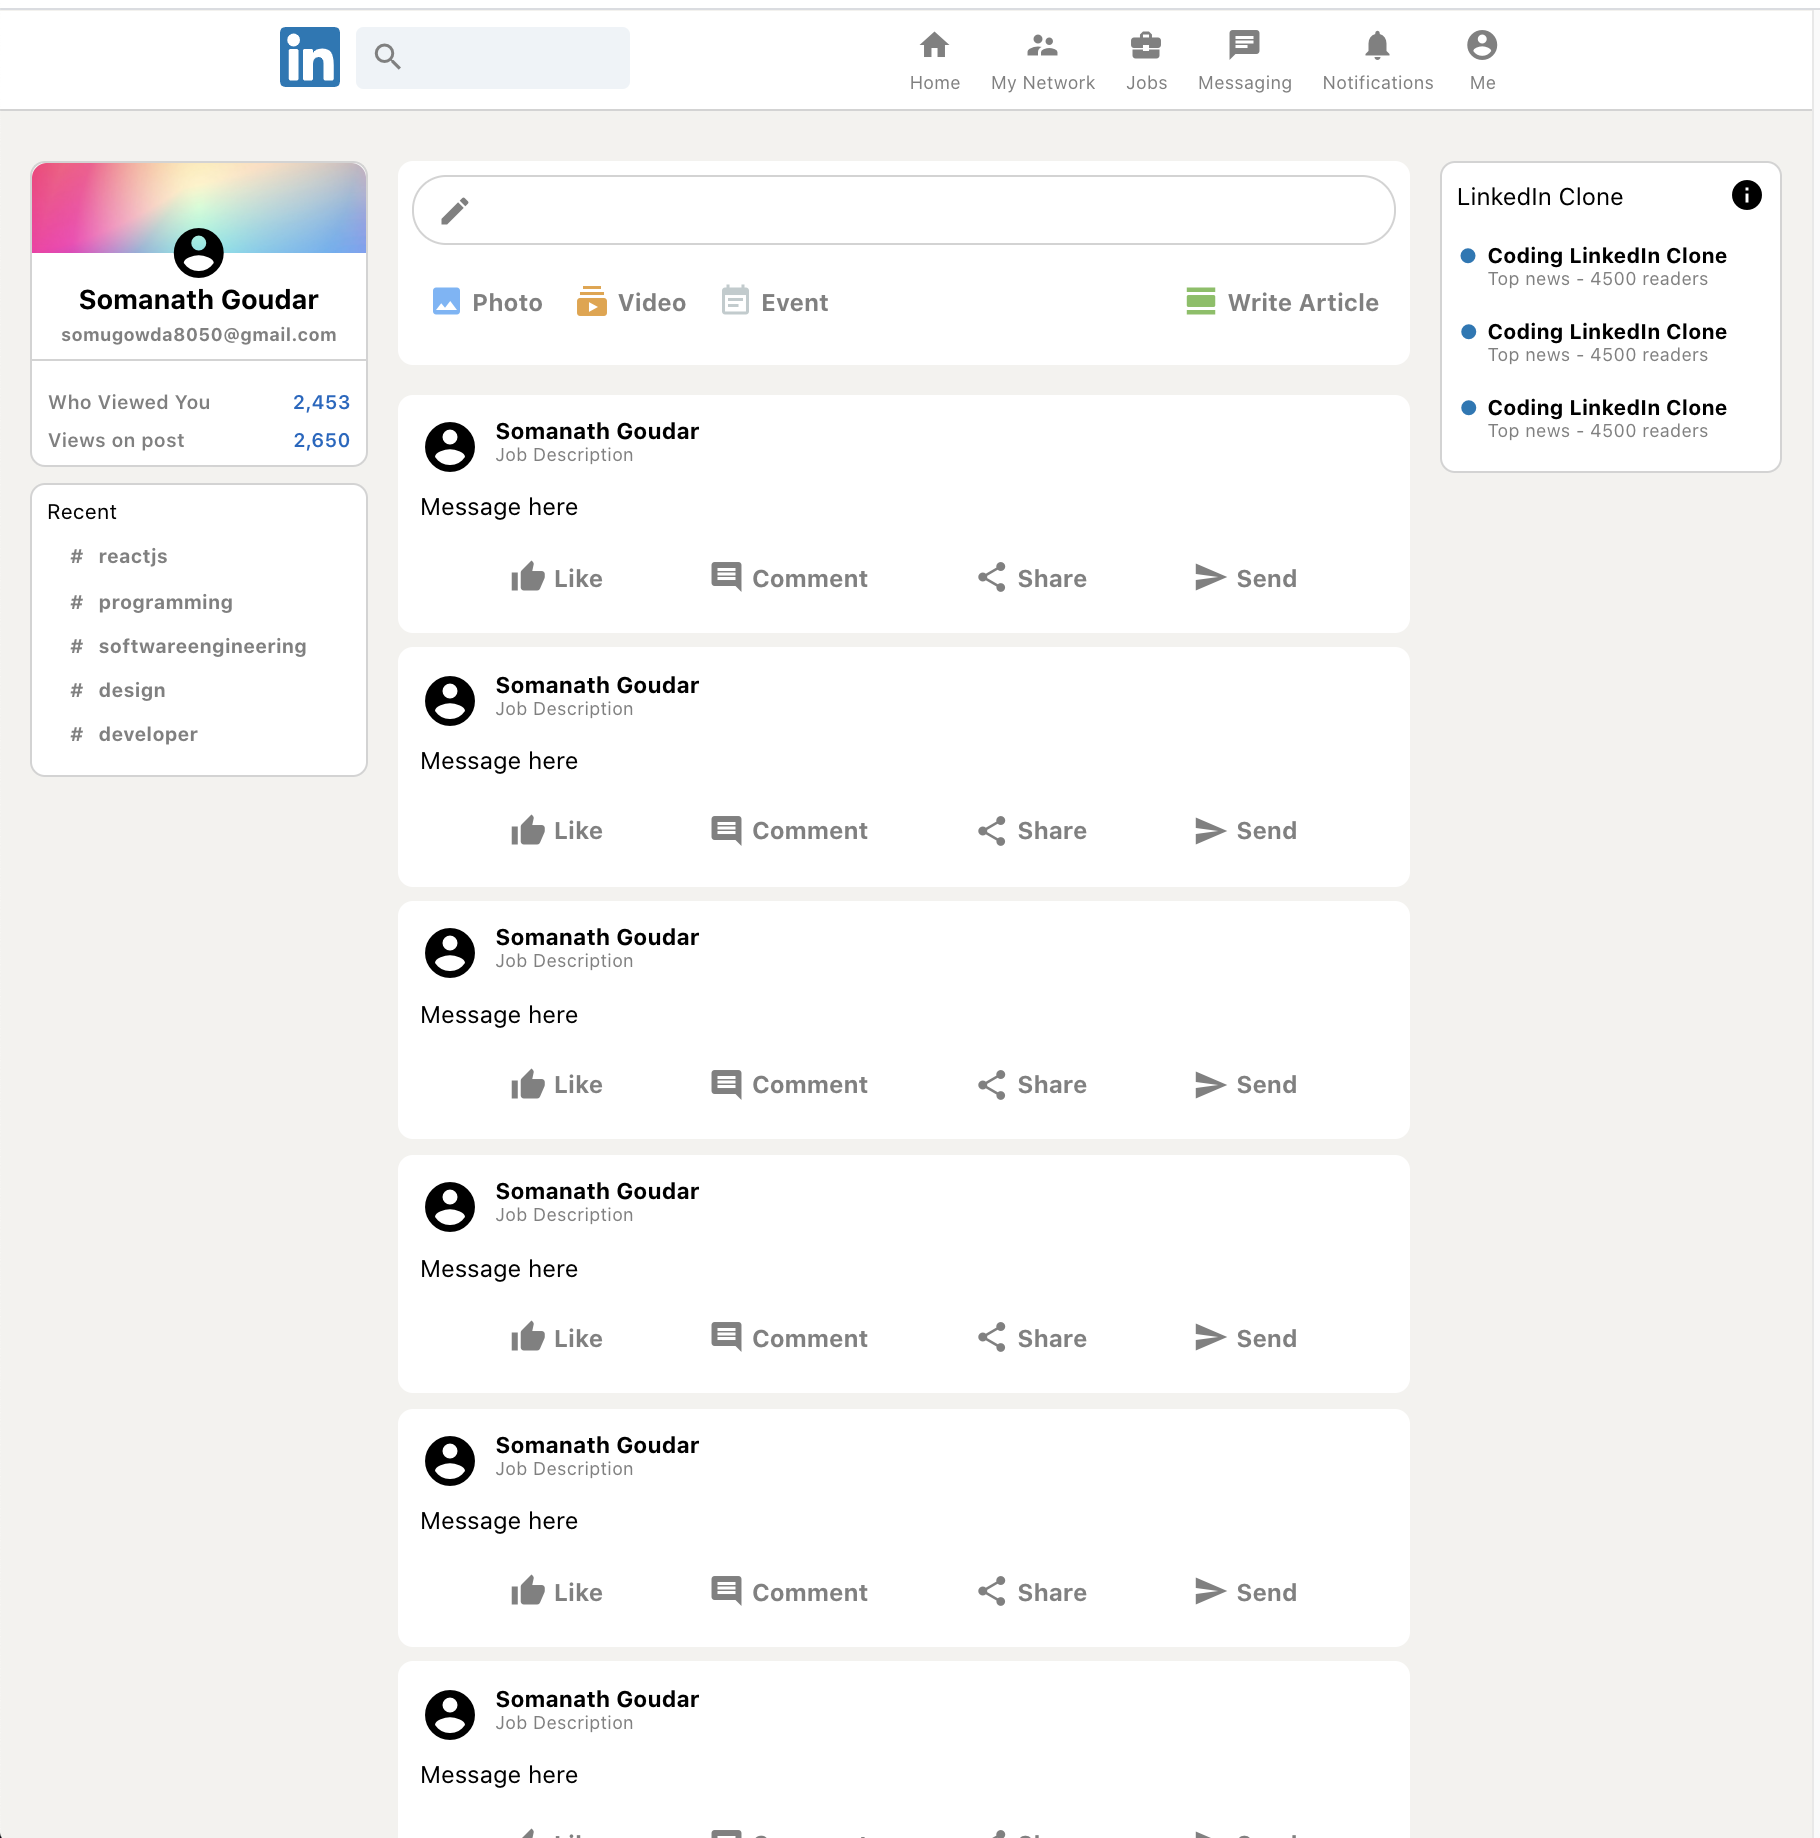 in
Home
My Network
Jobs
Messaging
Notifications
Me
Somanath Goudar
somugowda8050@gmail.com
Who Viewed You 2,453
Views on post 2,650
Recent
# reactjs
# programming
# softwareengineering
# design
# developer
Photo
Video
Event
Write Article
Somanath Goudar
Job Description
Message here
Like Comment Share Send
Somanath Goudar
Job Description
Message here
Like Comment Share Send
Somanath Goudar
Job Description
Message here
Like Comment Share Send
Somanath Goudar
Job Description
Message here
Like Comment Share Send
Somanath Goudar
Job Description
Message here
Like Comment Share Send
Somanath Goudar
Job Description
Message here
LinkedIn Clone
Coding LinkedIn Clone
Top news - 4500 readers
Coding LinkedIn Clone
Top news - 4500 readers
Coding LinkedIn Clone
Top news - 4500 readers